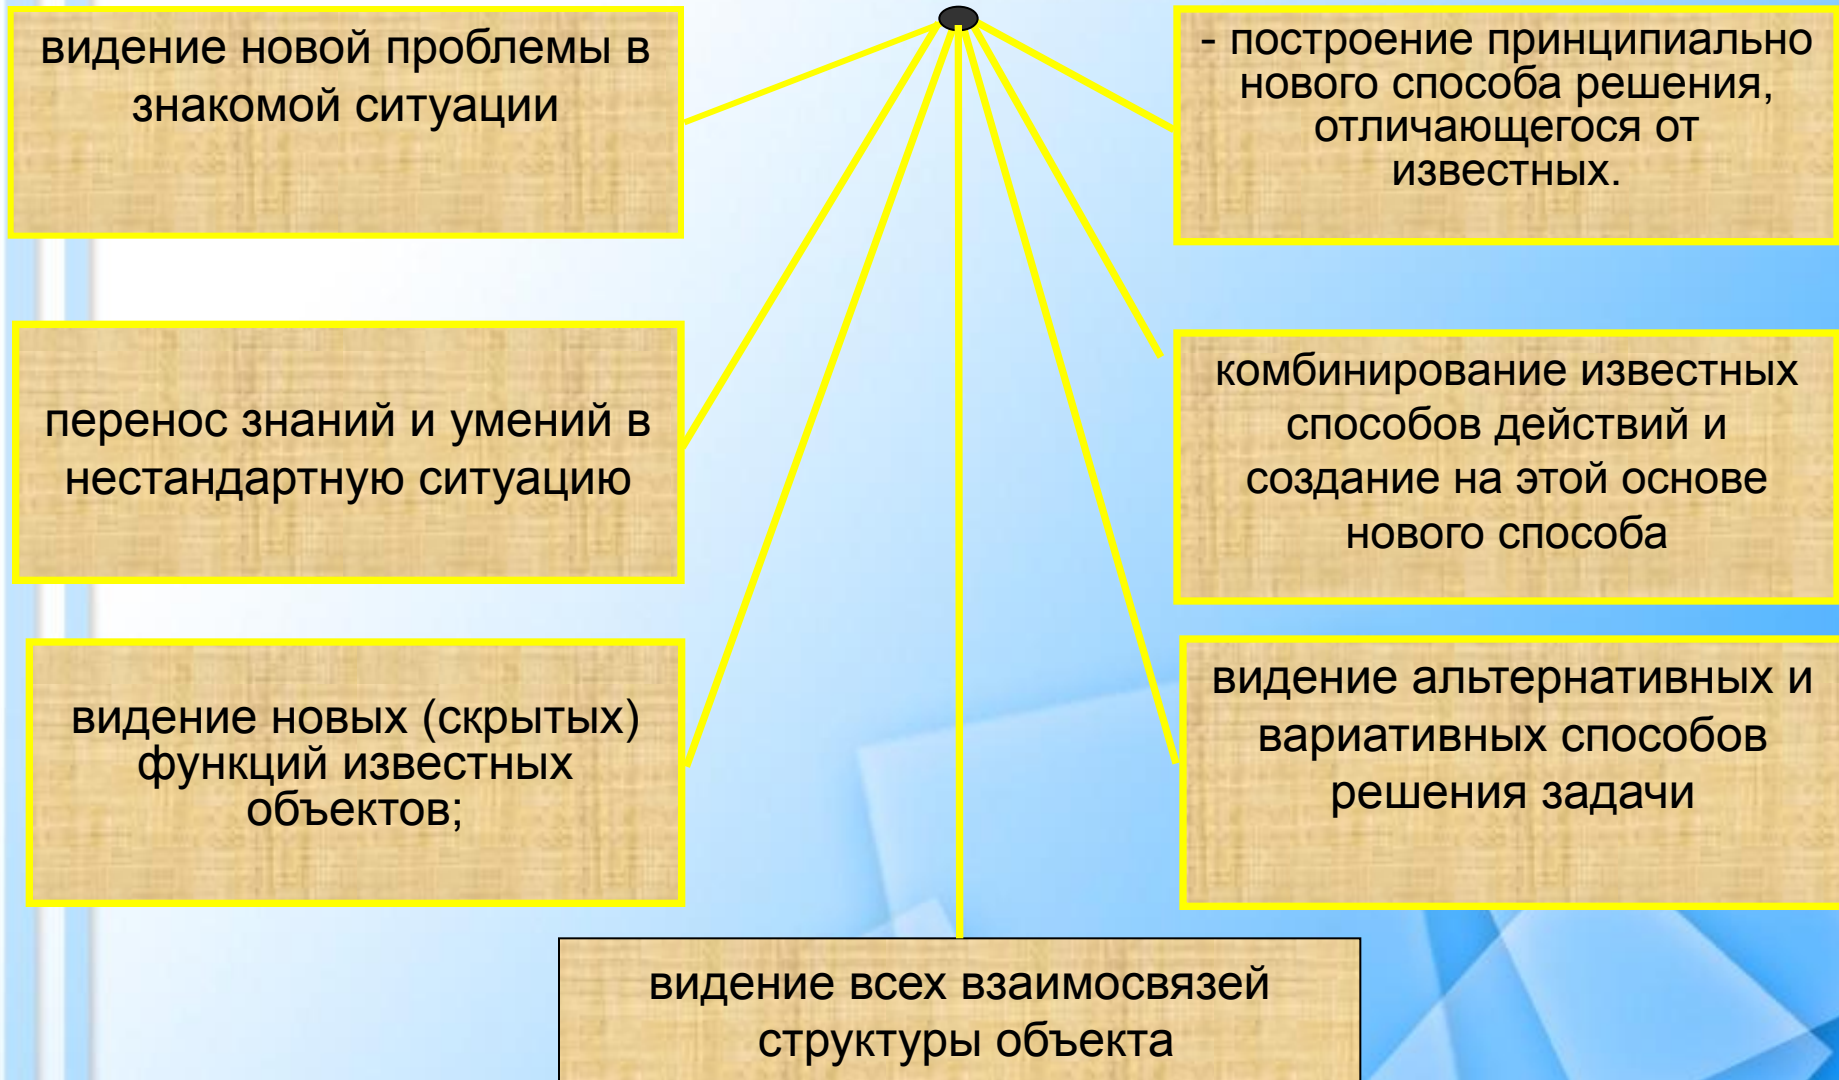 видение новой проблемы в
знакомой ситуации
перенос знаний и умений в
нестандартную ситуацию
видение новых (скрытых)
функций известных
объектов;
- построение принципиально
нового способа решения,
отличающегося от
известных.
комбинирование известных
способов действий и
создание на этой основе
нового способа
видение альтернативных и
вариативных способов
решения задачи
видение всех взаимосвязей
структуры объекта